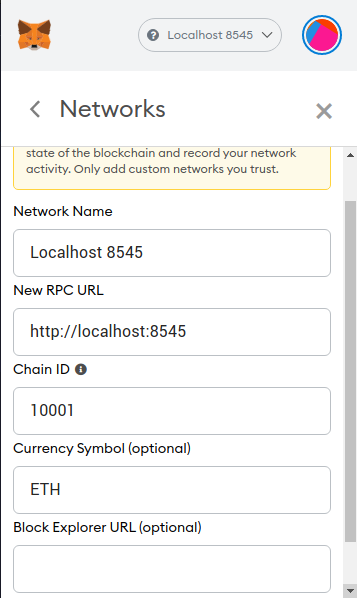 Localhost 8545
Networks
state of the blockchain and record your network
activity. Only add custom networks you trust.
Network Name
Localhost 8545
New RPC URL
http://localhost:8545
Chain ID
10001
Currency Symbol (optional)
ETH
Block Explorer URL (optional)